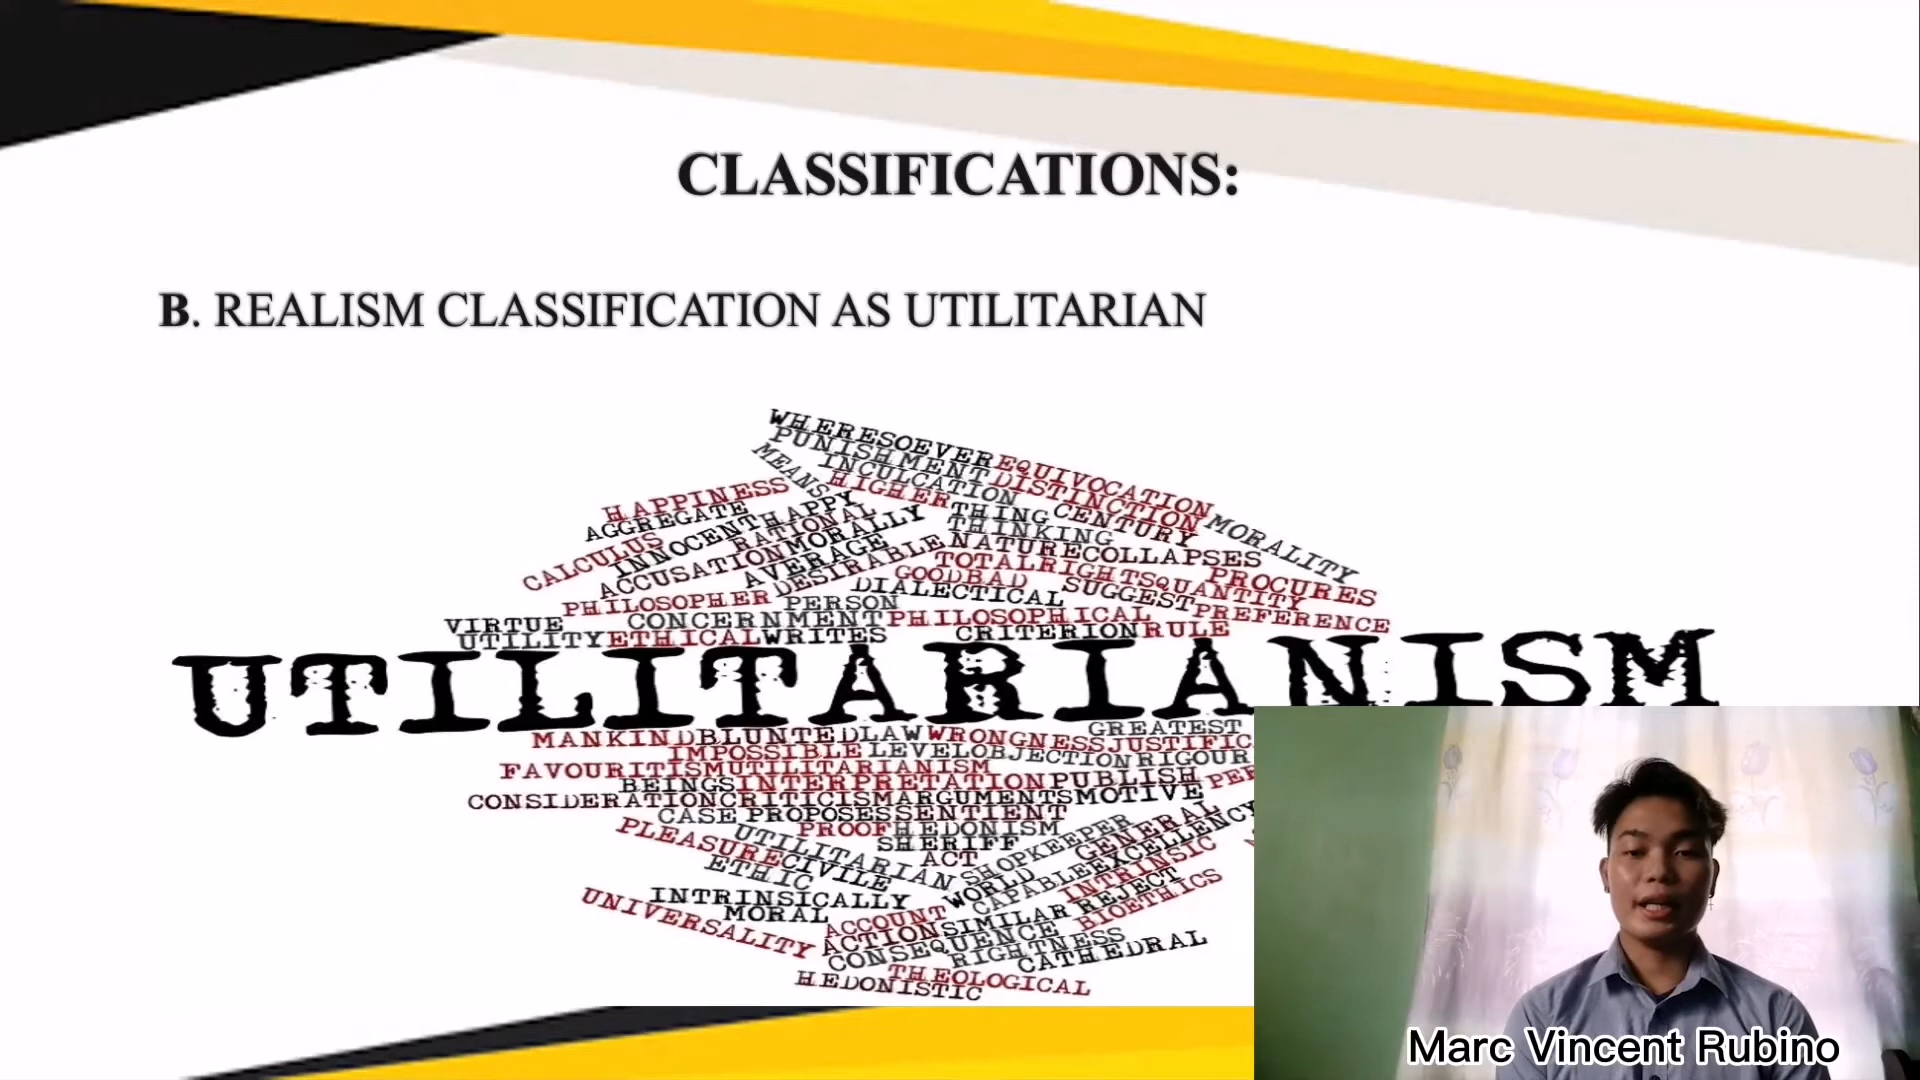 CLASSIFICATIONS:
B. REALISM CLASSIFICATION AS UTILITARIAN
WHERESOEVER EQUIVOCATION
PUNISHMENT DISTINCTION MORALITY
MEANS INCULCATION CENTURY
HAPPINESS HIGHER THING
AGGREGATE HAPPY THINKING
CALCULUS INNOCENT RATIONAL NATURE COLLAPSES
ACCUSATION MORALLY TOTAL RIGHTS QUANTITY PROCURES
AVERAGE DESIRABLE GOOD BAD SUGGEST PREFERENCE
PHILOSOPHER PERSON DIALECTICAL
VIRTUE CONCERNMENT PHILOSOPHICAL
UTILITY ETHICAL WRITES CRITERION RULE
UTILITARIANISM
MANKIND BLUNTED LAW WRONGNESS GREATEST
IMPOSSIBLE LEVEL OBJECTION RIGOUR JUSTIFIC
FAVOURITISM UTILITARIANISM
BEINGS INTERPRETATION PUBLISH PER
CONSIDERATION CRITICISM ARGUMENTS MOTIVE
CASE PROPOSES SENTIENT
PLEASURE PROOF HEDONISM
UTILITARIAN SHERIFF SHOPKEEPER GENERAL
CIVILE ACT EXCELLENCY
ETHIC WORLD CAPABLE INTRINSIC
INTRINSICALLY REJECT
UNIVERSALITY MORAL ACCOUNT SIMILAR BIOETHICS
ACTION
CONSEQUENCE RIGHTNESS
CATHEDRAL
THEOLOGICAL
HEDONISTIC
Marc Vincent Rubino